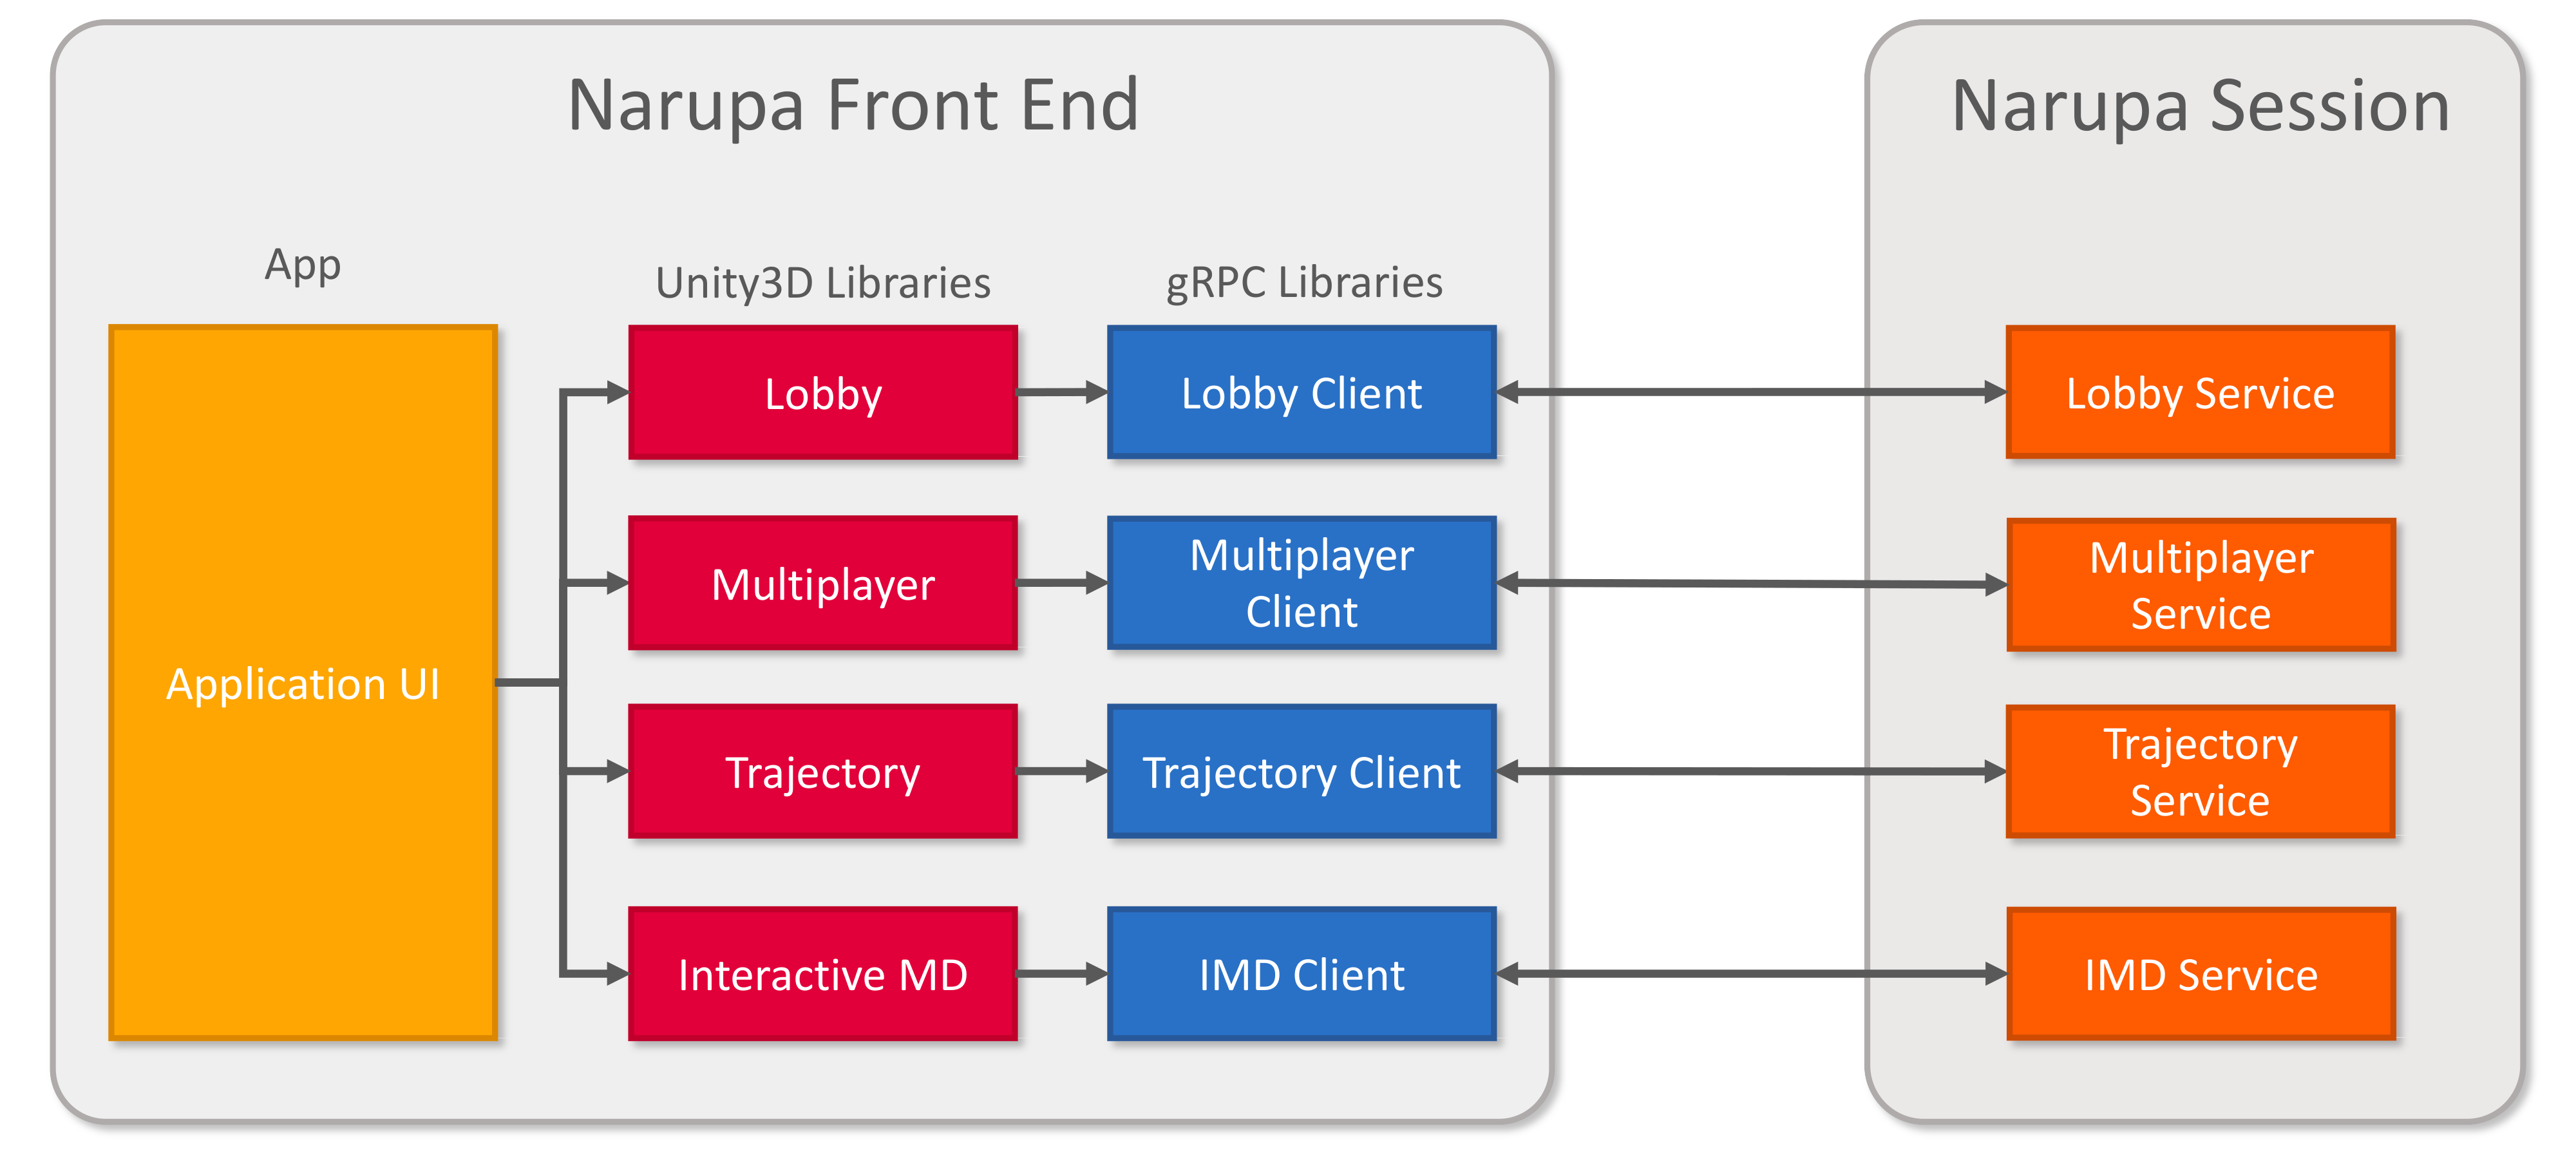 Narupa Front End
Narupa Session
App
Unity3D Libraries
gRPC Libraries
Application UI
Lobby
Lobby Client
Lobby Service
Multiplayer
Multiplayer
Client
Multiplayer
Service
Trajectory
Trajectory Client
Trajectory
Service
Interactive MD
IMD Client
IMD Service